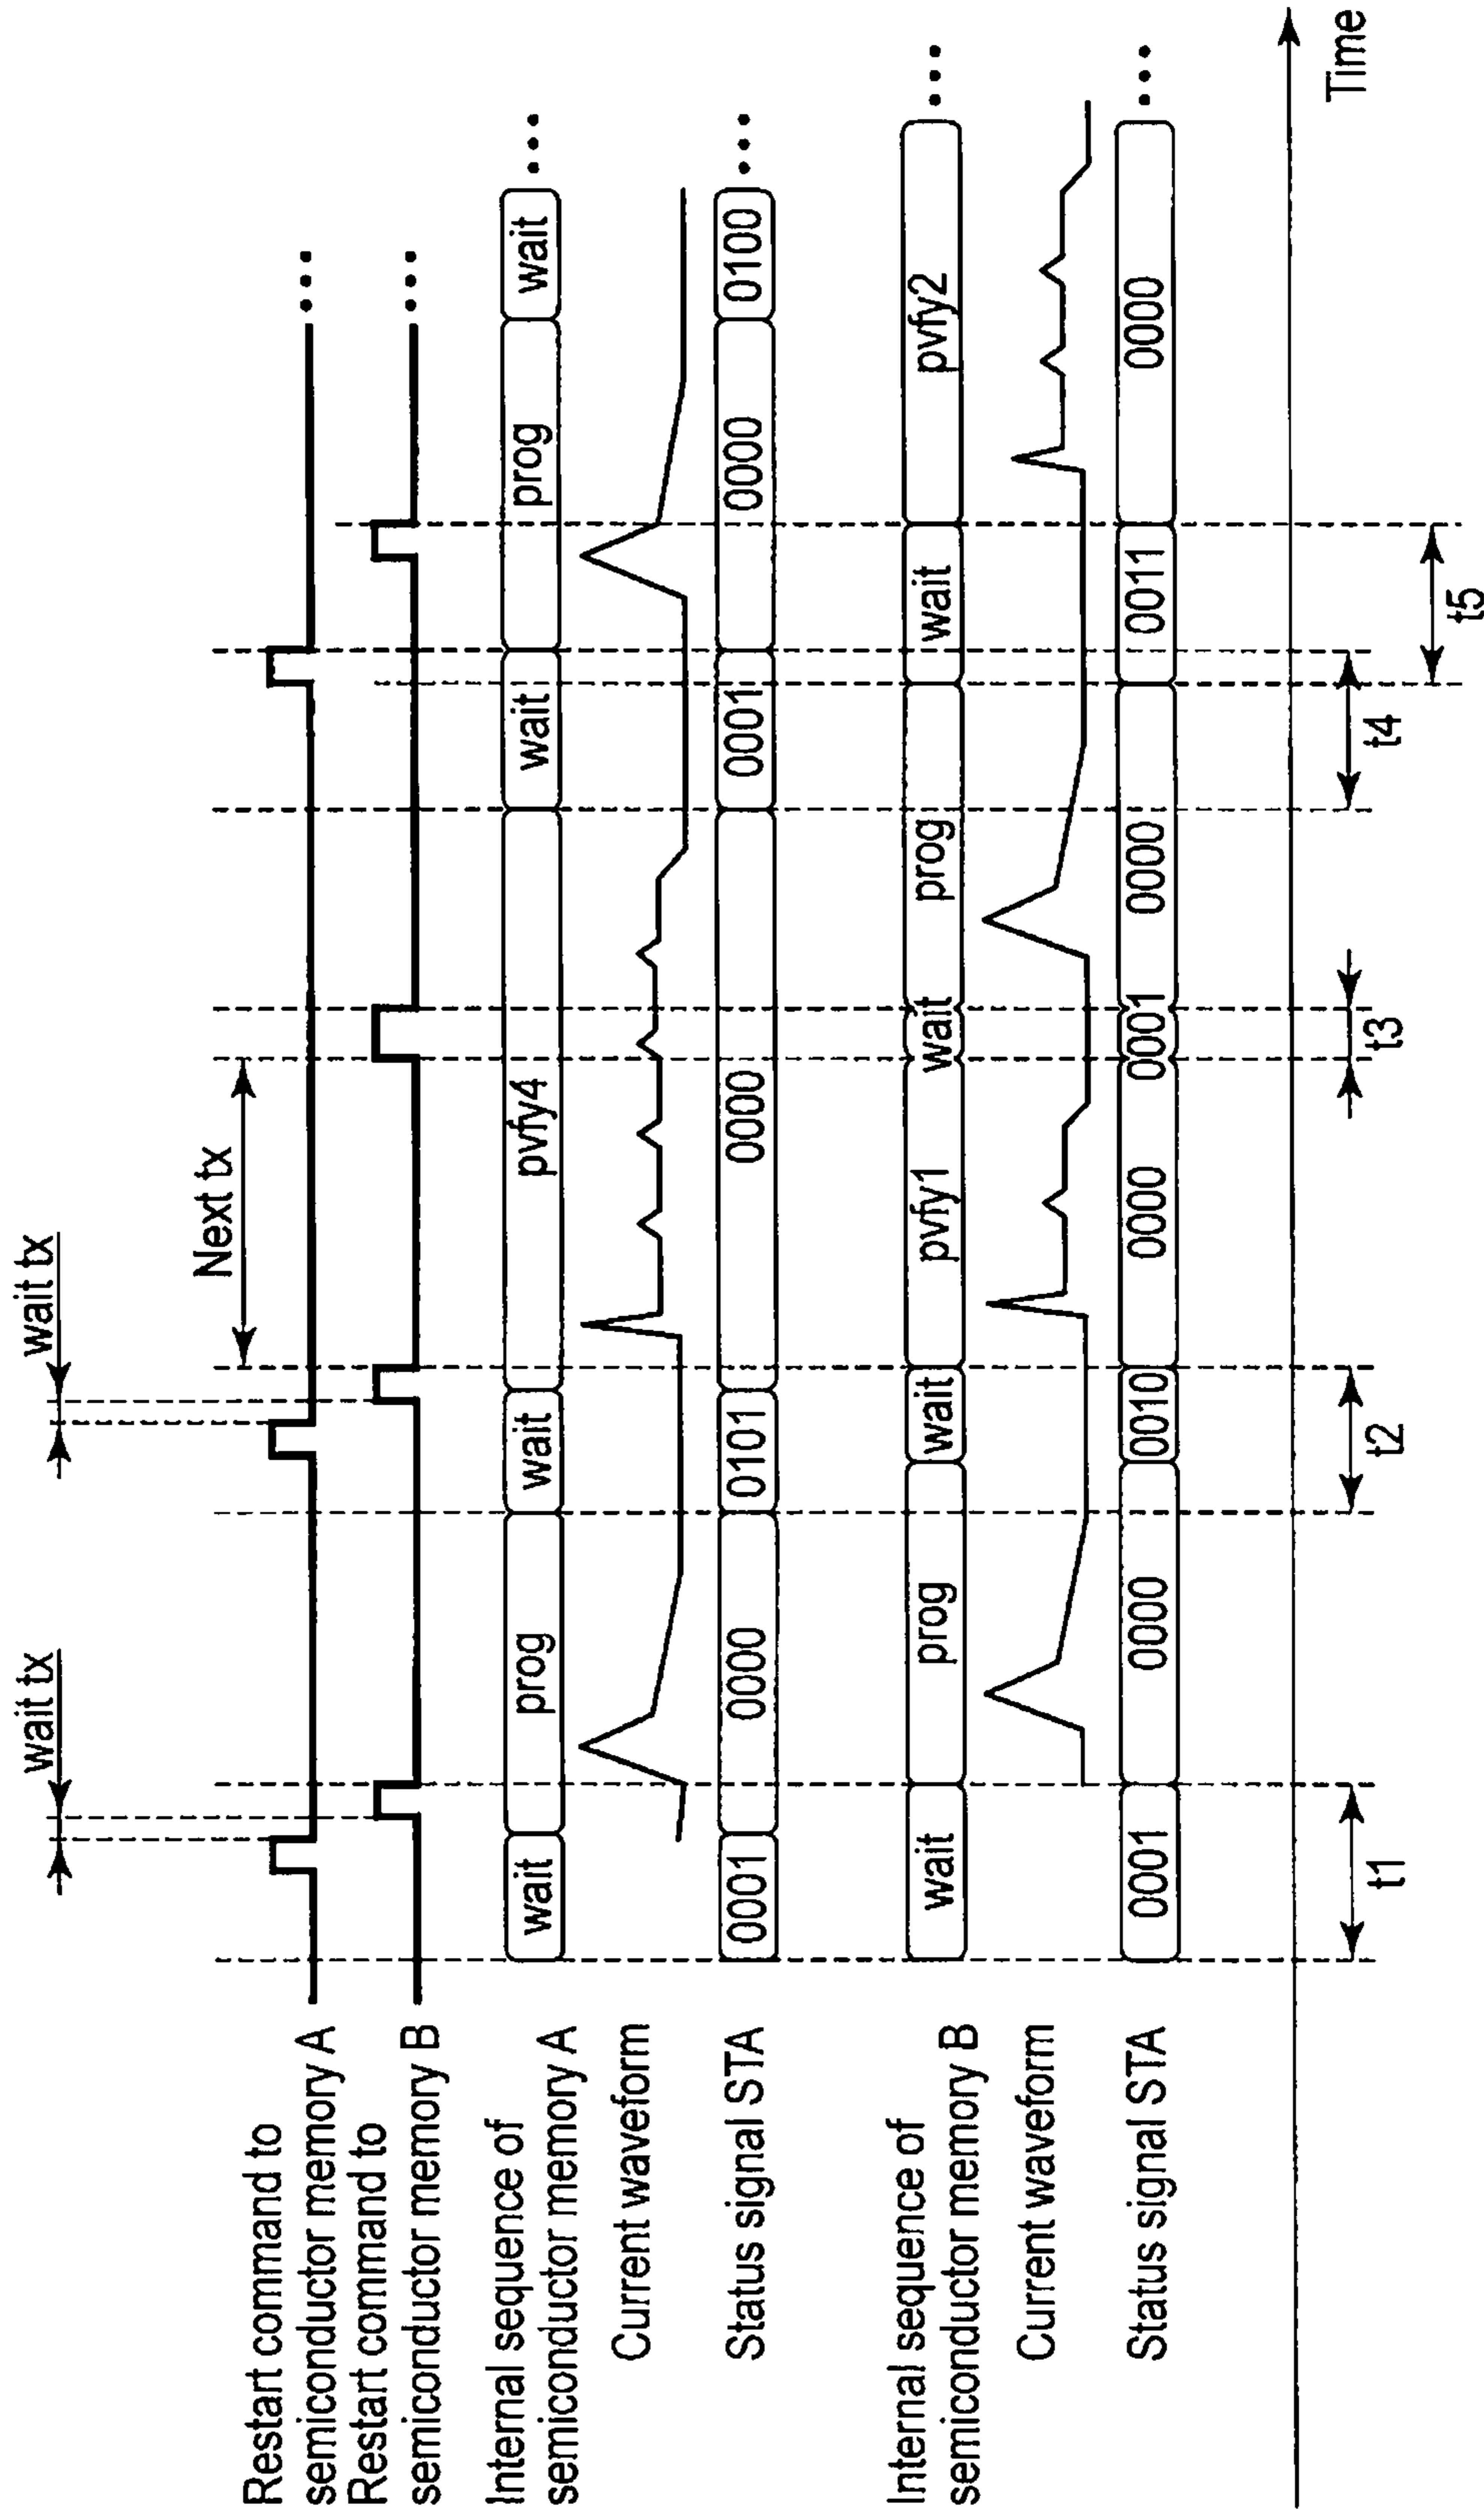 wait tx
wait tx
Next tx
Restart command to
semiconductor memory A
Restart command to
semiconductor memory B
Internal sequence of
semiconductor memory A
wait
prog
wait
pvfy4
wait
prog
wait
Current waveform
Status signal STA
0001
0000
0101
0000
0001
0000
0100
Internal sequence of
semiconductor memory B
wait
prog
wait
pvfy1
wait
prog
wait
pvfy2
Current waveform
Status signal STA
0001
0000
0010
0000
0001
0000
0011
0000
t1
t2
t3
t4
t5
Time